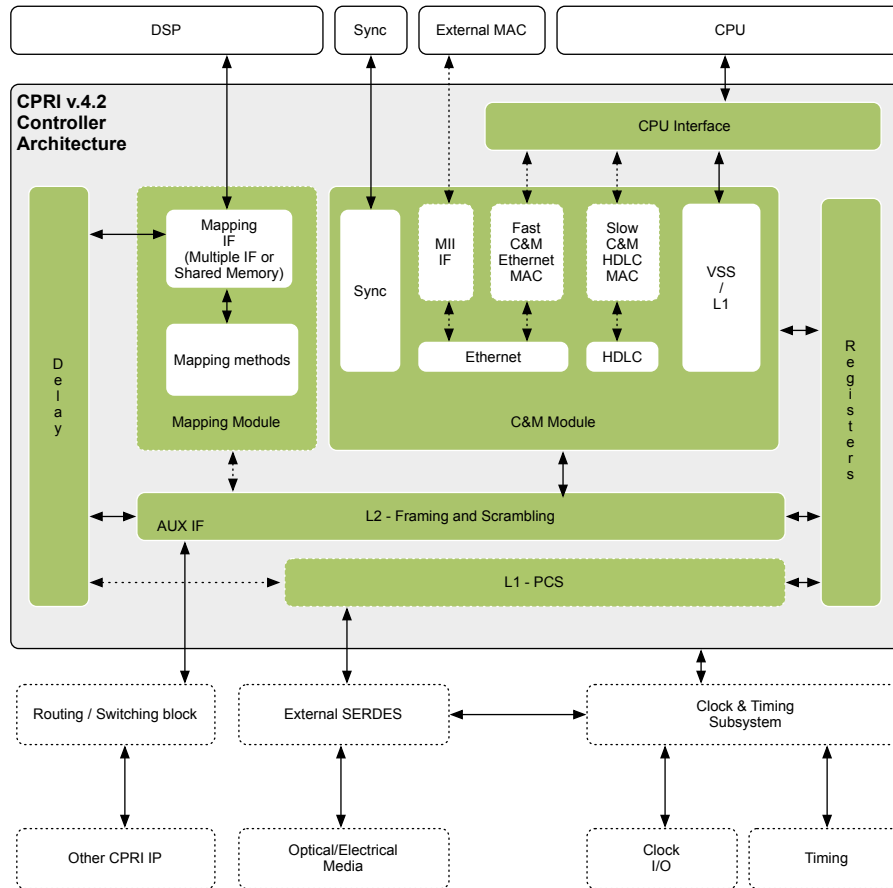 DSP
Sync
External MAC
CPU
CPRI v.4.2
Controller
Architecture
CPU Interface
Mapping
IF
(Multiple IF or
Shared Memory)
Mapping methods
Mapping Module
Sync
MII
IF
Fast
C&M
Ethernet
MAC
Slow
C&M
HDLC
MAC
VSS
/
L1
Ethernet
HDLC
C&M Module
Delay
Registers
L2 - Framing and Scrambling
AUX IF
L1 - PCS
Routing / Switching block
External SERDES
Clock & Timing
Subsystem
Other CPRI IP
Optical/Electrical
Media
Clock
I/O
Timing